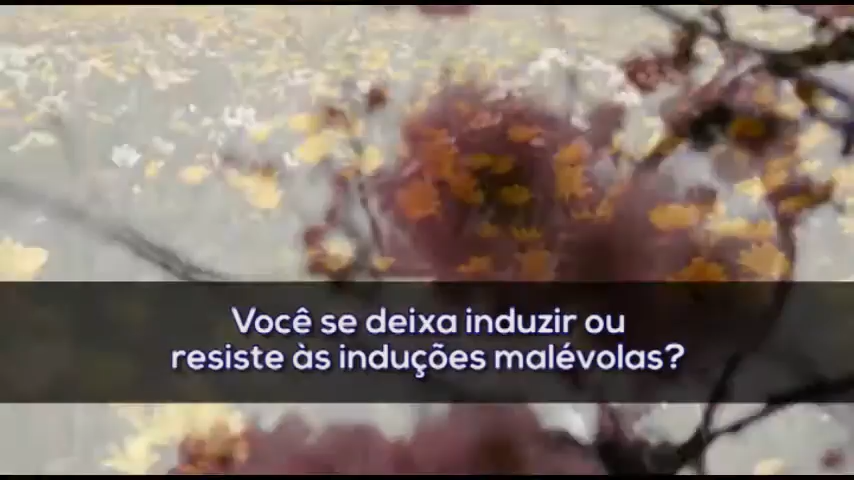 Você se deixa induzir ou
resiste às induções malévolas?